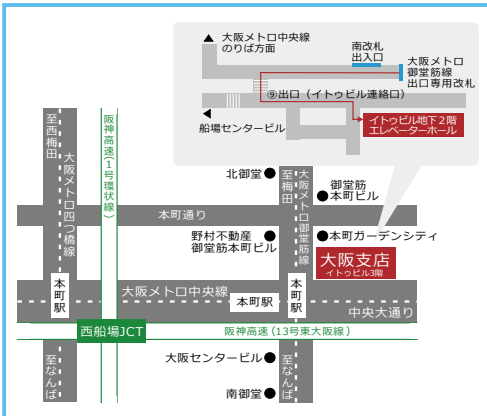 ▲ 大阪メトロ中央線
のりば方面
南改札
出入口
大阪メトロ
御堂筋線
出口専用改札
⑨出口（イトゥビル連絡口）
◀
船場センタービル
イトゥビル地下2階
エレベーターホール
至西梅田
大阪メトロ四つ橋線
本町駅
至なんば
阪神高速(1号環状線)
北御堂●
至梅田
大阪メトロ御堂筋線
本町駅
至なんば
御堂筋
●本町ビル
本町通り
野村不動産●
御堂筋本町ビル
●本町ガーデンシティ
大阪支店
イトゥビル3階
大阪メトロ中央線
本町駅
中央大通り
西船場JCT
阪神高速(13号東大阪線)
大阪センタービル●
南御堂●